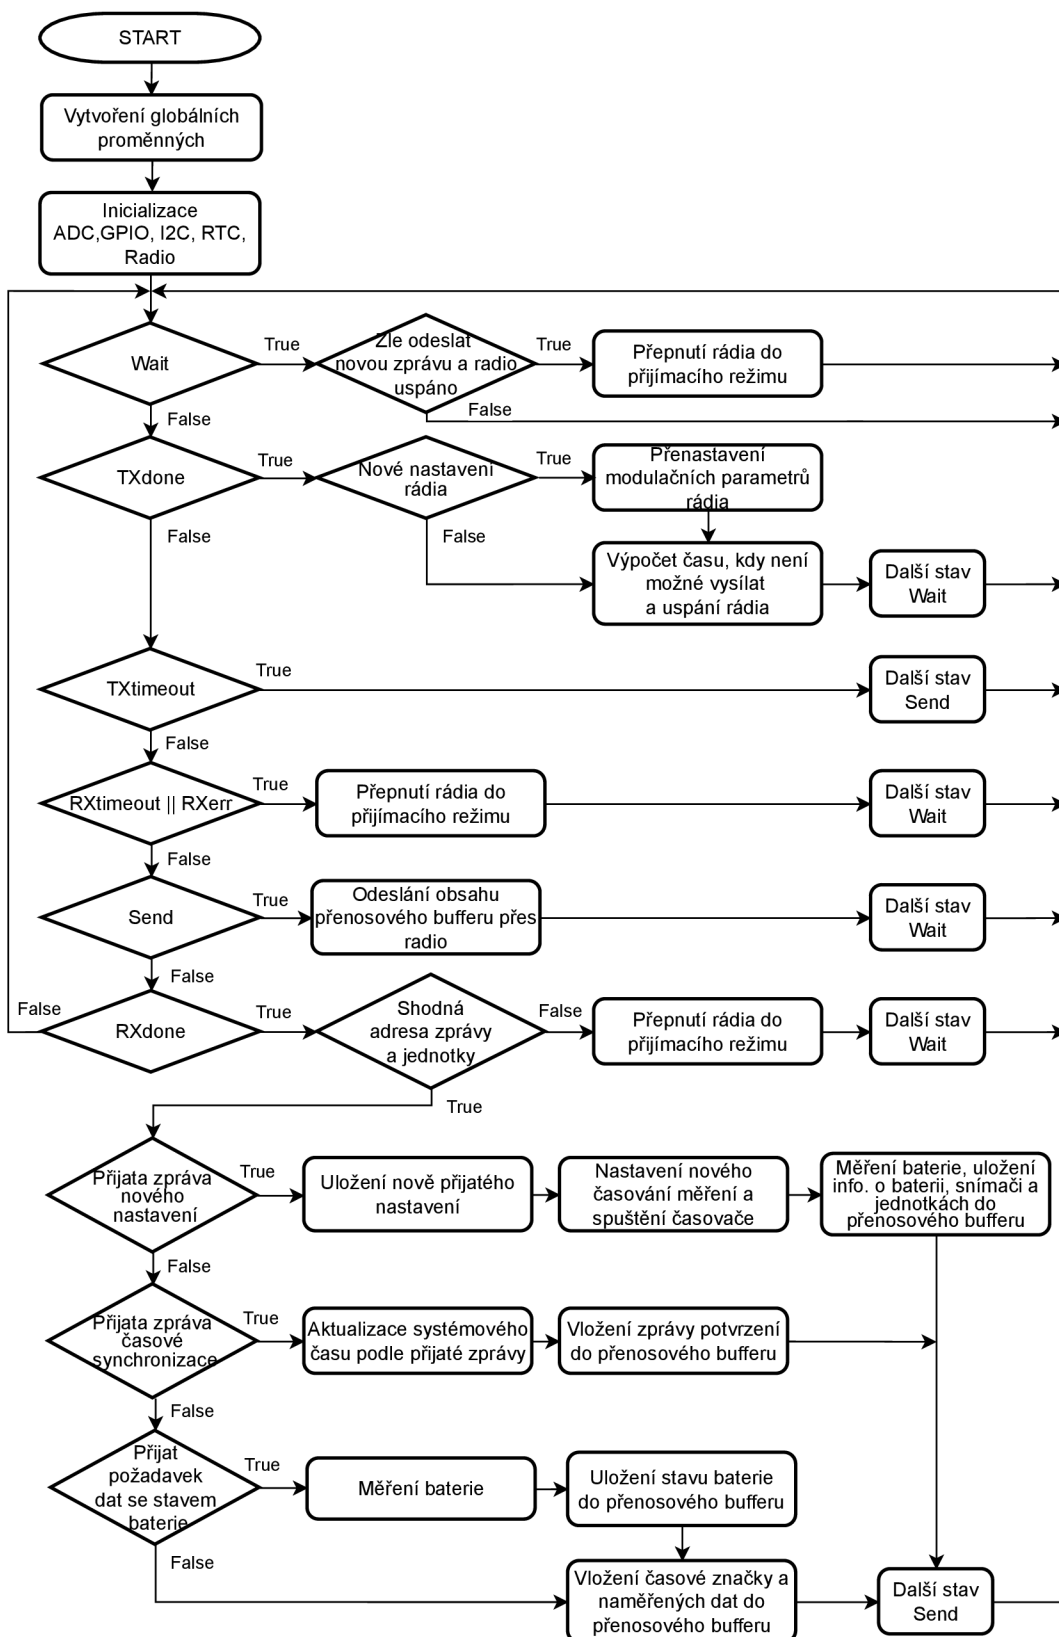 START
Vytvoření globálních
proměnných
Inicializace
ADC,GPIO, I2C, RTC,
Radio
Wait
True
Zle odeslat
novou zprávu a radio
uspáno
True
Přepnutí rádia do
přijímacího režimu
False
False
TXdone
True
Nové nastavení
rádia
True
Přenastavení
modulačních parametrů
rádia
False
False
Výpočet času, kdy není
možné vysílat
a uspání rádia
Další stav
Wait
TXtimeout
True
Další stav
Send
False
RXtimeout || RXerr
True
Přepnutí rádia do
přijímacího režimu
Další stav
Wait
False
Send
True
Odeslání obsahu
přenosového bufferu přes
radio
Další stav
Wait
False
False
RXdone
True
Shodná
adresa zprávy
a jednotky
False
Přepnutí rádia do
přijímacího režimu
Další stav
Wait
True
Přijata zpráva
nového
nastavení
True
Uložení nově přijatého
nastavení
Nastavení nového
časování měření a
spuštění časovače
Měření baterie, uložení
info. o baterii, snímači a
jednotkách do
přenosového bufferu
False
Přijata zpráva
časové
synchronizace
True
Aktualizace systémového
času podle přijaté zprávy
Vložení zprávy potvrzení
do přenosového bufferu
False
Přijat
požadavek
dat se stavem
baterie
True
Měření baterie
Uložení stavu baterie
do přenosového bufferu
False
Vložení časové značky a
naměřených dat do
přenosového bufferu
Další stav
Send